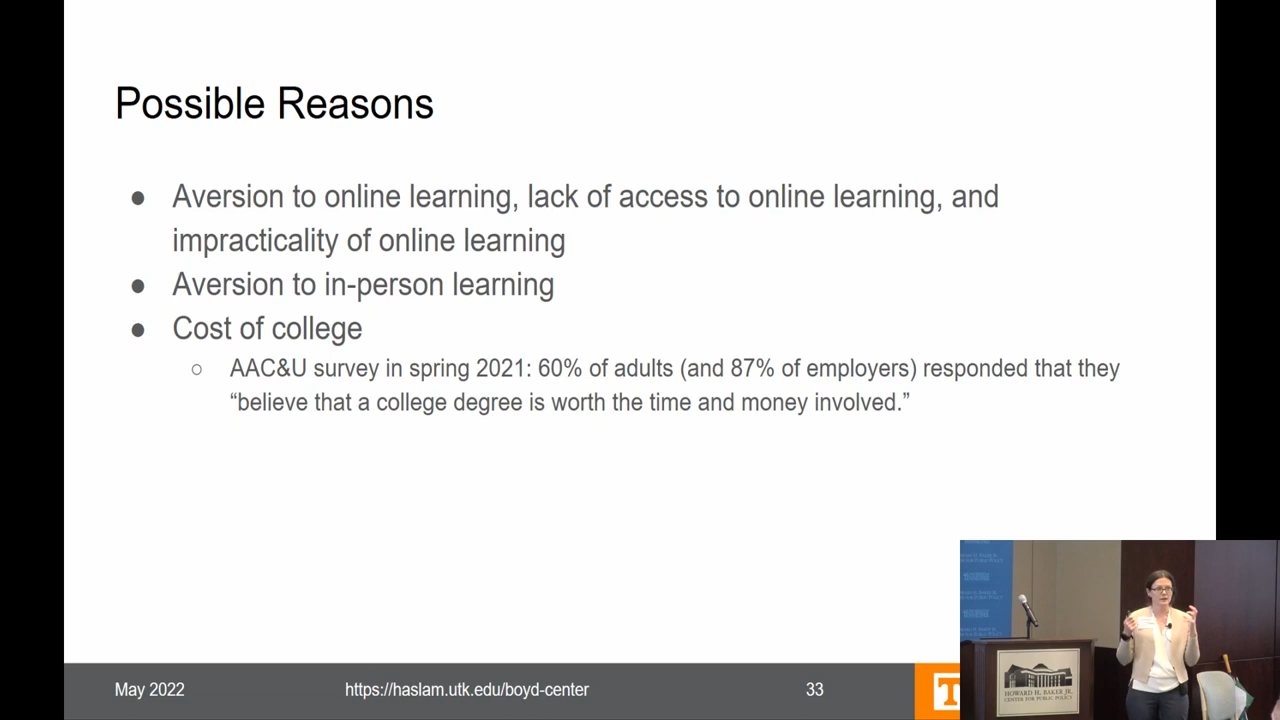 Possible Reasons
● Aversion to online learning, lack of access to online learning, and
impracticality of online learning
● Aversion to in-person learning
● Cost of college
○ AAC&U survey in spring 2021: 60% of adults (and 87% of employers) responded that they
“believe that a college degree is worth the time and money involved.”
May 2022
https://haslam.utk.edu/boyd-center
33
T
HOWARD H. BAKER JR.
CENTER FOR PUBLIC POLICY